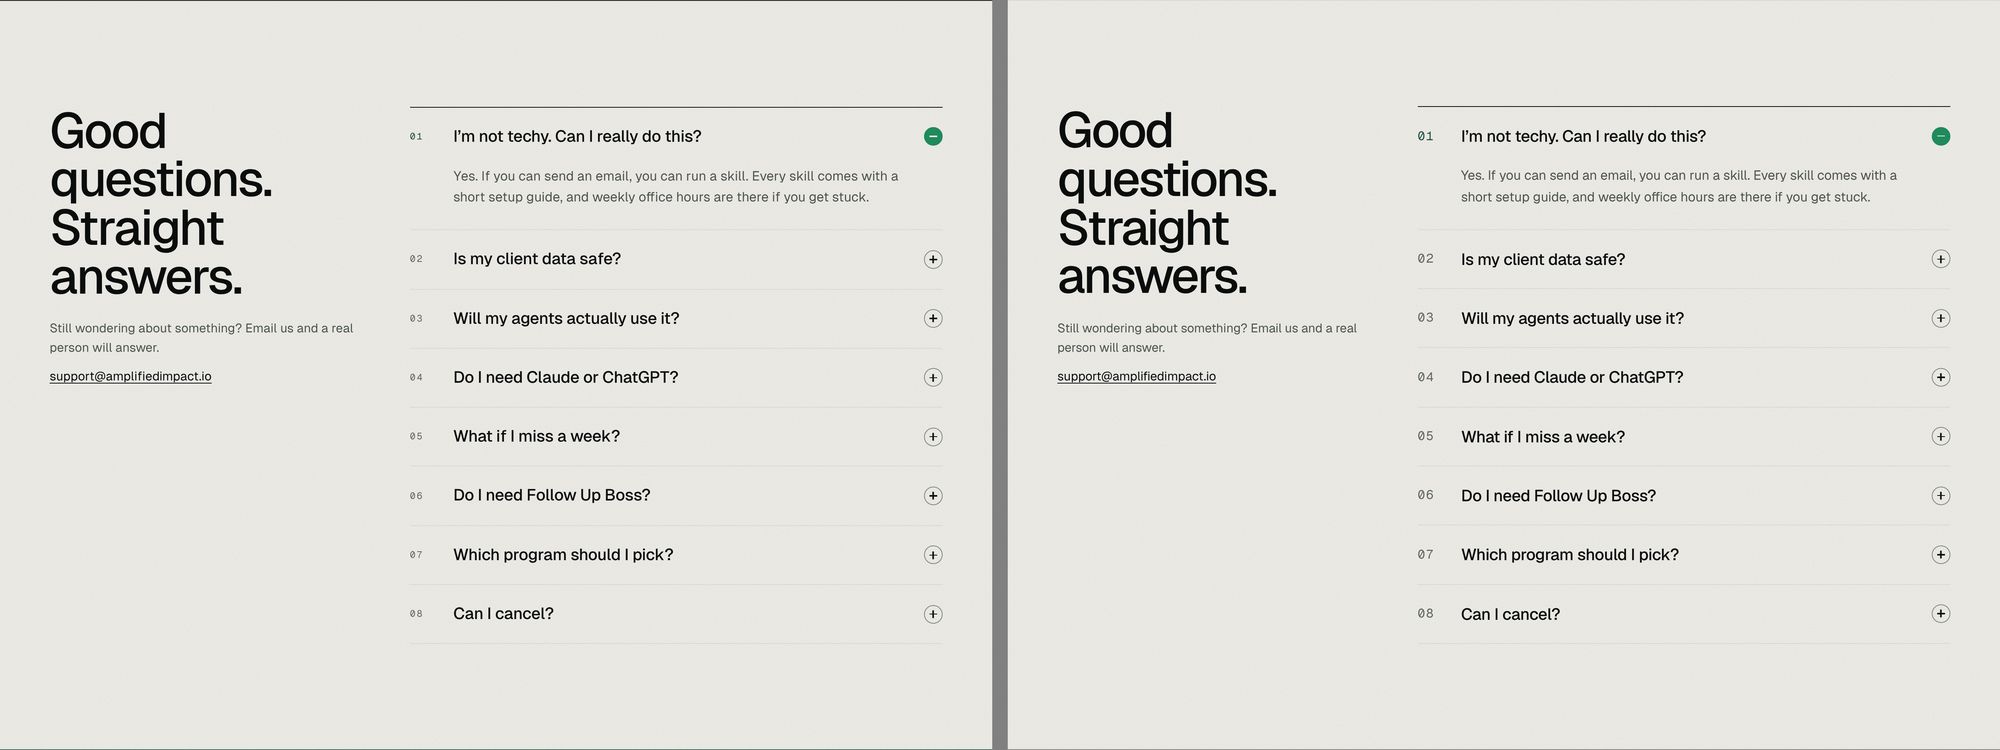 Good
questions.
Straight
answers.
Still wondering about something? Email us and a real
person will answer.
support@amplifiedimpact.io
01 I’m not techy. Can I really do this?
Yes. If you can send an email, you can run a skill. Every skill comes with a
short setup guide, and weekly office hours are there if you get stuck.
02 Is my client data safe?
03 Will my agents actually use it?
04 Do I need Claude or ChatGPT?
05 What if I miss a week?
06 Do I need Follow Up Boss?
07 Which program should I pick?
08 Can I cancel?
Good
questions.
Straight
answers.
Still wondering about something? Email us and a real
person will answer.
support@amplifiedimpact.io
01 I’m not techy. Can I really do this?
Yes. If you can send an email, you can run a skill. Every skill comes with a
short setup guide, and weekly office hours are there if you get stuck.
02 Is my client data safe?
03 Will my agents actually use it?
04 Do I need Claude or ChatGPT?
05 What if I miss a week?
06 Do I need Follow Up Boss?
07 Which program should I pick?
08 Can I cancel?